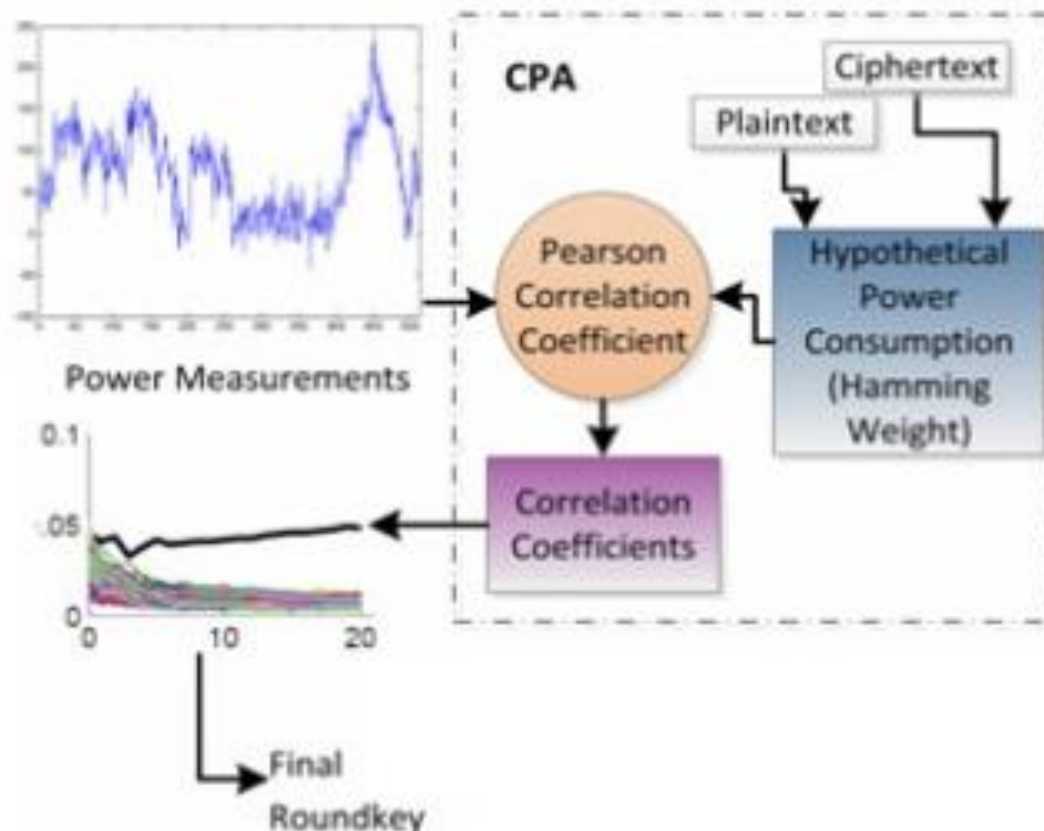 CPA
Ciphertext
Plaintext
Pearson
Correlation
Coefficient
Hypothetical
Power
Consumption
(Hamming
Weight)
Power Measurements
Correlation
Coefficients
0.1
.05
0
0
10
20
Final
Roundkey